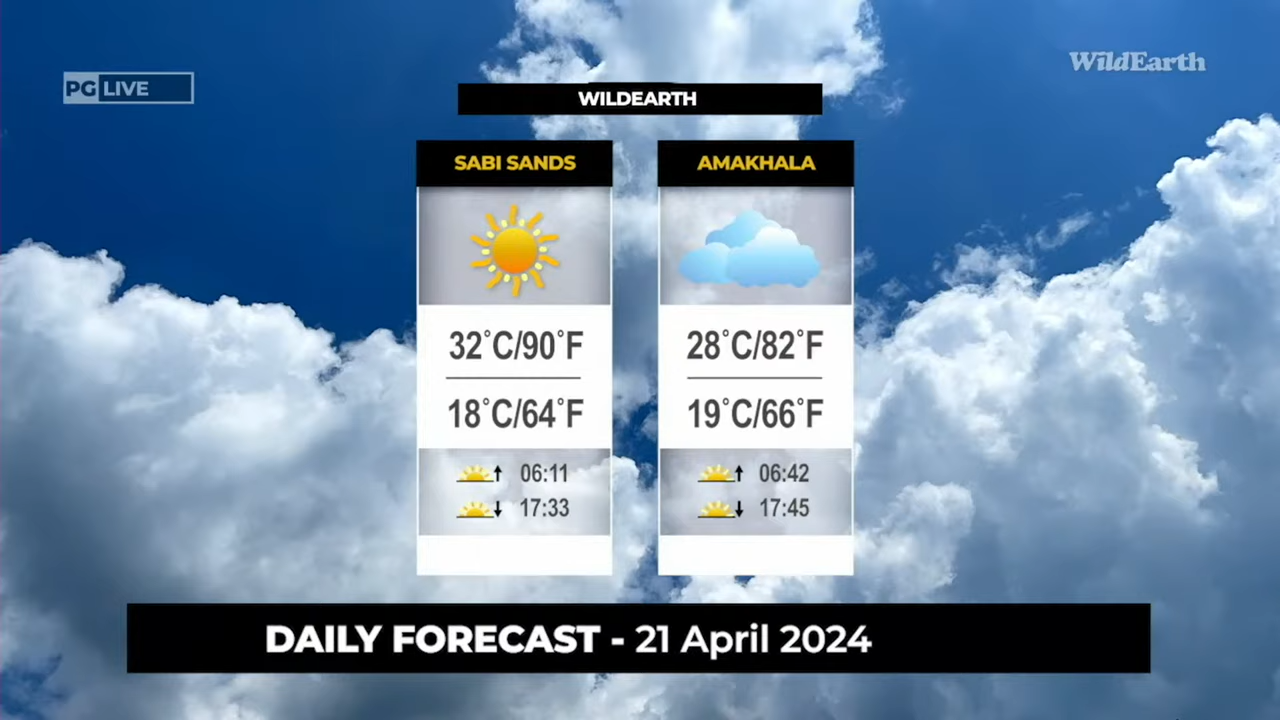 PG LIVE
WildEarth
WILDEARTH
SABI SANDS
32°C/90°F
18°C/64°F
06:11
17:33
AMAKHALA
28°C/82°F
19°C/66°F
06:42
17:45
DAILY FORECAST - 21 April 2024